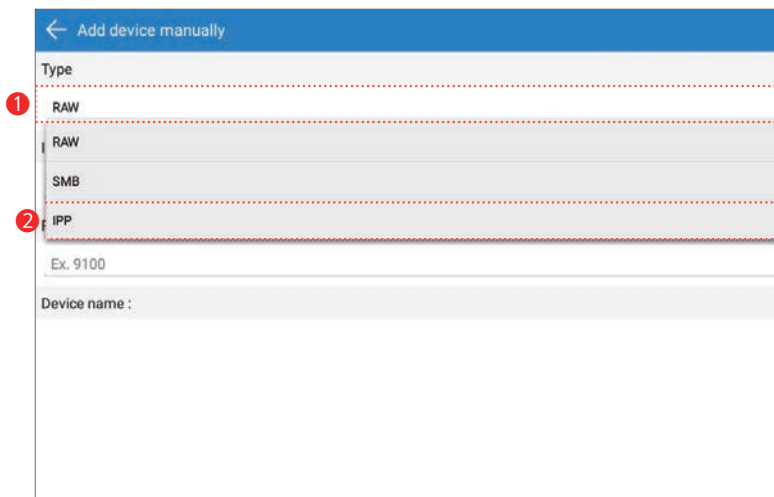 Add device manually
Type
1
RAW
RAW
SMB
2
IPP
Ex. 9100
Device name :